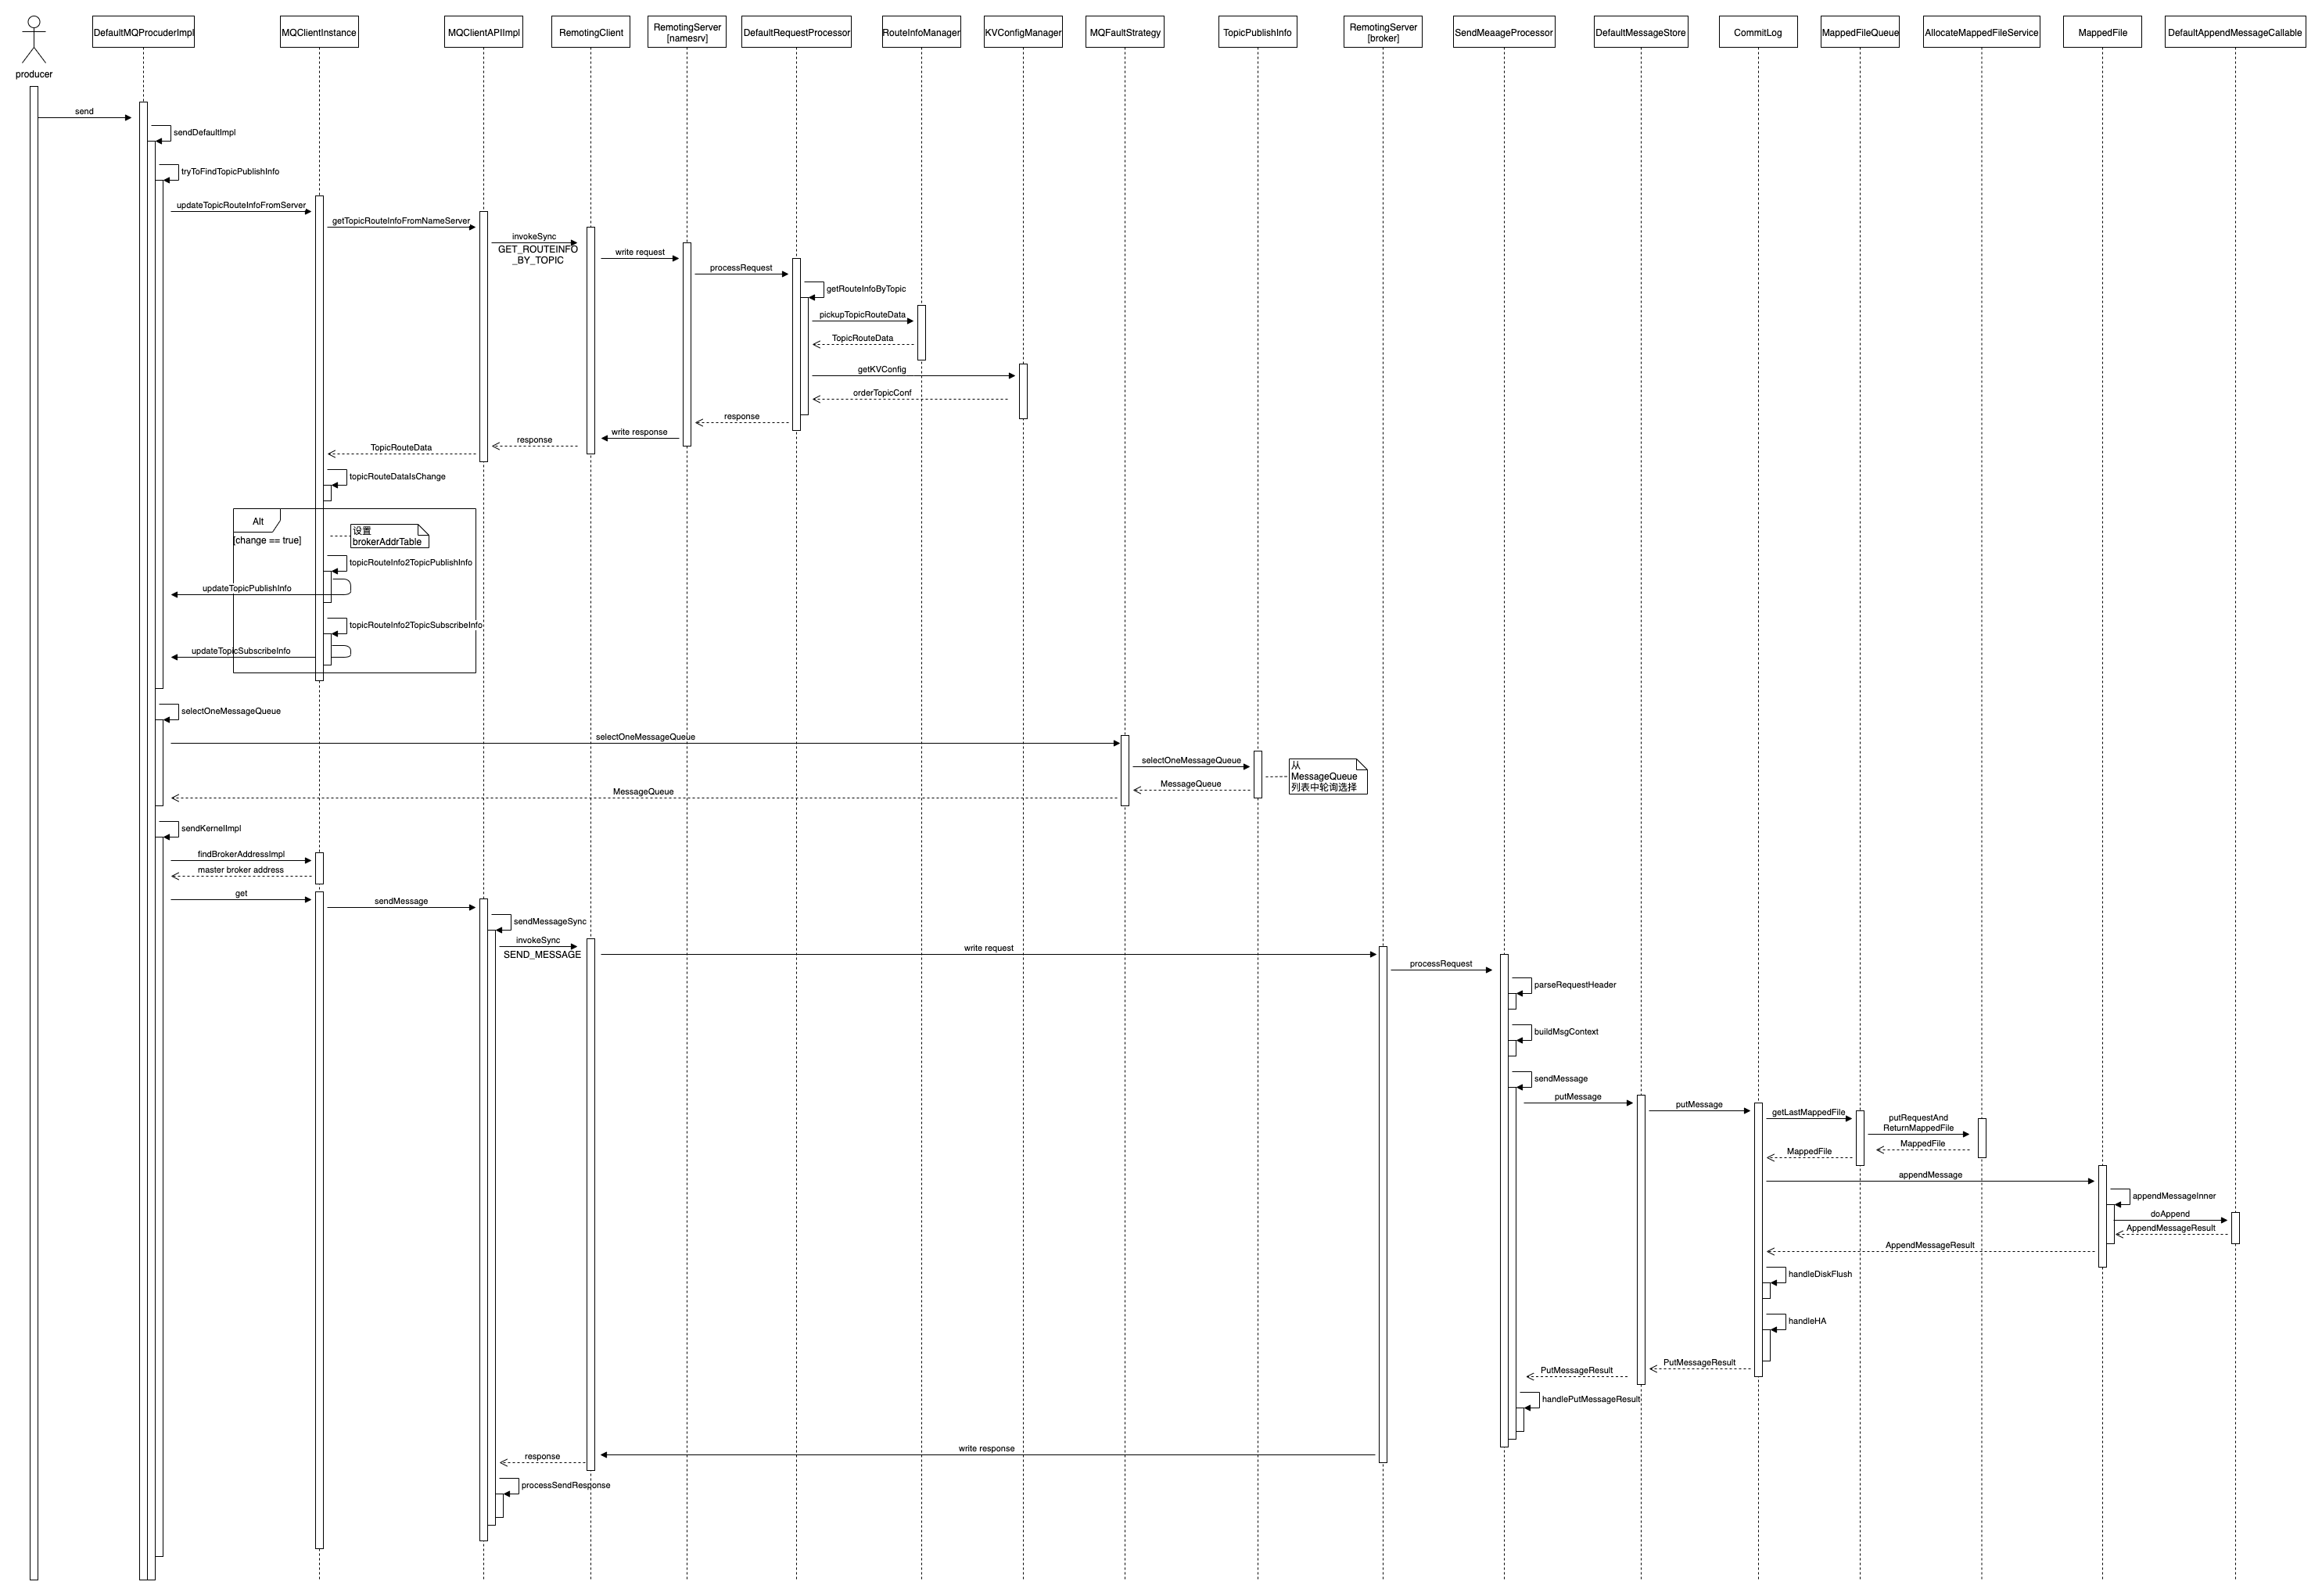 producer
DefaultMQProcuderImpl
MQClientInstance
MQClientAPIImpl
RemotingClient
RemotingServer
[namesrv]
DefaultRequestProcessor
RouteInfoManager
KVConfigManager
MQFaultStrategy
TopicPublishInfo
RemotingServer
[broker]
SendMeaageProcessor
DefaultMessageStore
CommitLog
MappedFileQueue
AllocateMappedFileService
MappedFile
DefaultAppendMessageCallable
send
sendDefaultImpl
tryToFindTopicPublishInfo
updateTopicRouteInfoFromServer
getTopicRouteInfoFromNameServer
invokeSync
GET_ROUTEINFO
_BY_TOPIC
write request
processRequest
getRouteInfoByTopic
pickupTopicRouteData
TopicRouteData
getKVConfig
orderTopicConf
response
write response
response
TopicRouteData
topicRouteDataIsChange
Alt
[change == true]
设置
brokerAddrTable
topicRouteInfo2TopicPublishInfo
updateTopicPublishInfo
topicRouteInfo2TopicSubscribeInfo
updateTopicSubscribeInfo
selectOneMessageQueue
selectOneMessageQueue
selectOneMessageQueue
从
MessageQueue
列表中轮询选择
MessageQueue
MessageQueue
sendKernelImpl
findBrokerAddressImpl
master broker address
get
sendMessage
sendMessageSync
invokeSync
SEND_MESSAGE
write request
processRequest
parseRequestHeader
buildMsgContext
sendMessage
putMessage
putMessage
getLastMappedFile
putRequestAnd
ReturnMappedFile
MappedFile
MappedFile
appendMessage
appendMessageInner
doAppend
AppendMessageResult
AppendMessageResult
handleDiskFlush
handleHA
PutMessageResult
PutMessageResult
handlePutMessageResult
write response
response
processSendResponse